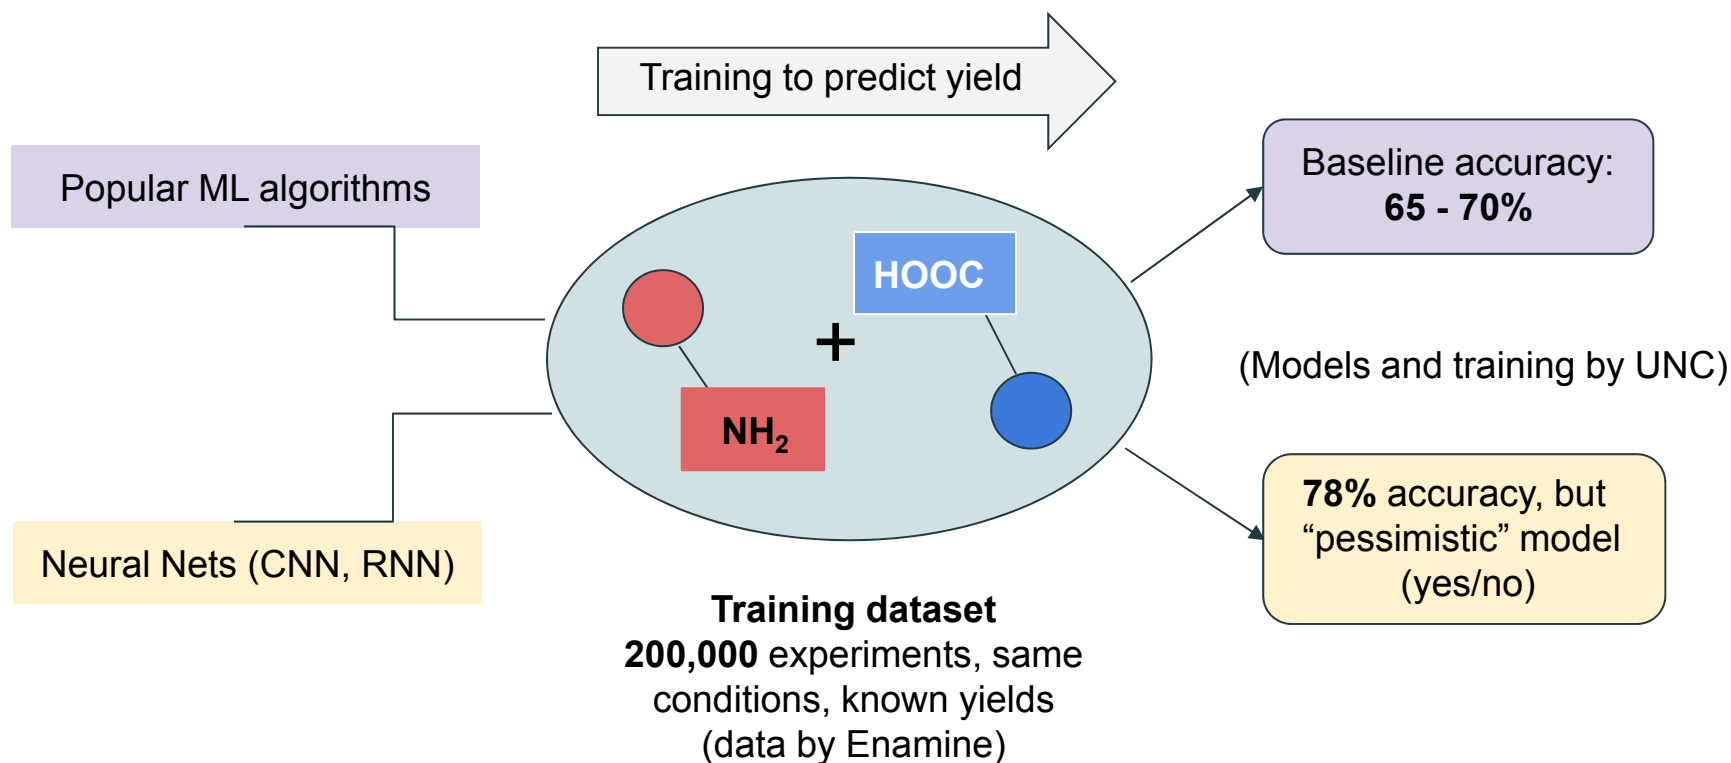 Training to predict yield
Popular ML algorithms
Baseline accuracy:
65 - 70%
HOOC
+
NH₂
(Models and training by UNC)
Neural Nets (CNN, RNN)
78% accuracy, but
“pessimistic” model
(yes/no)
Training dataset
200,000 experiments, same
conditions, known yields
(data by Enamine)